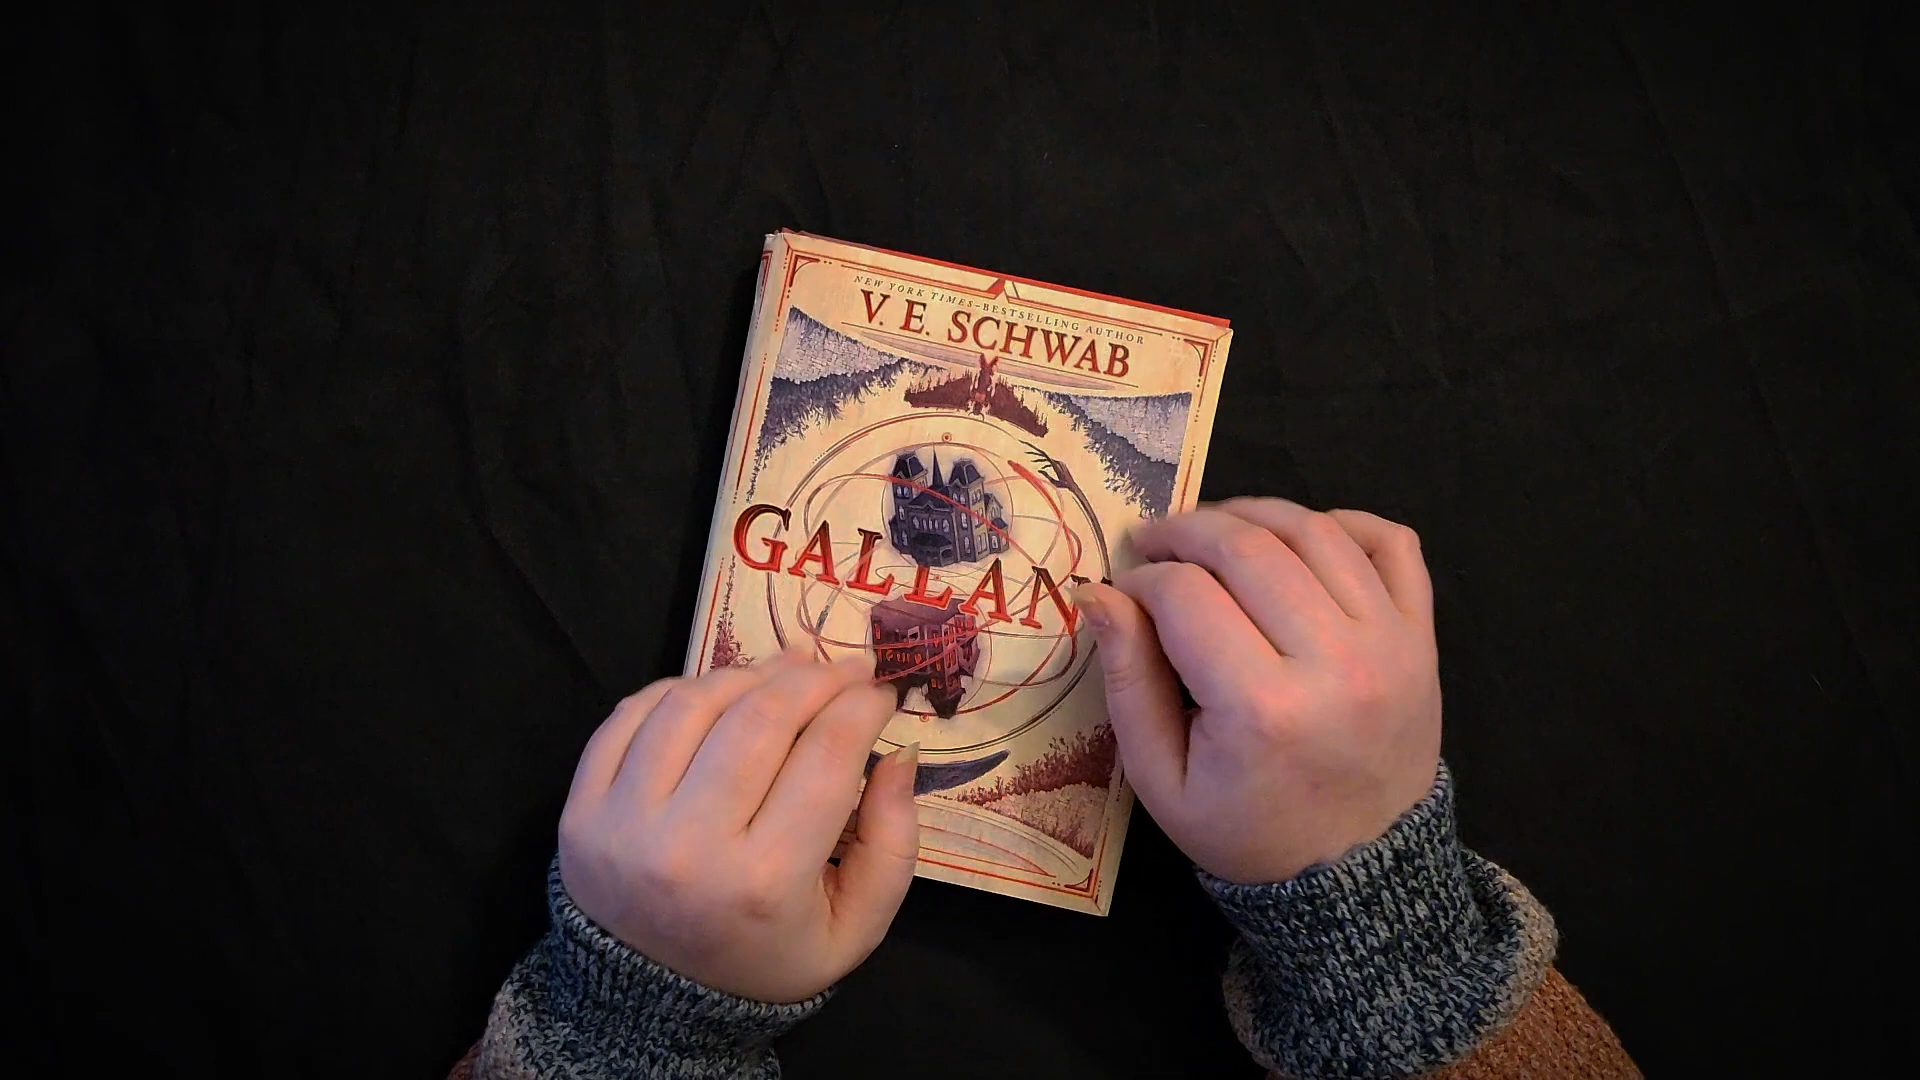 NEW YORK TIMES–BESTSELLING AUTHOR
V. E. SCHWAB
GALLAN